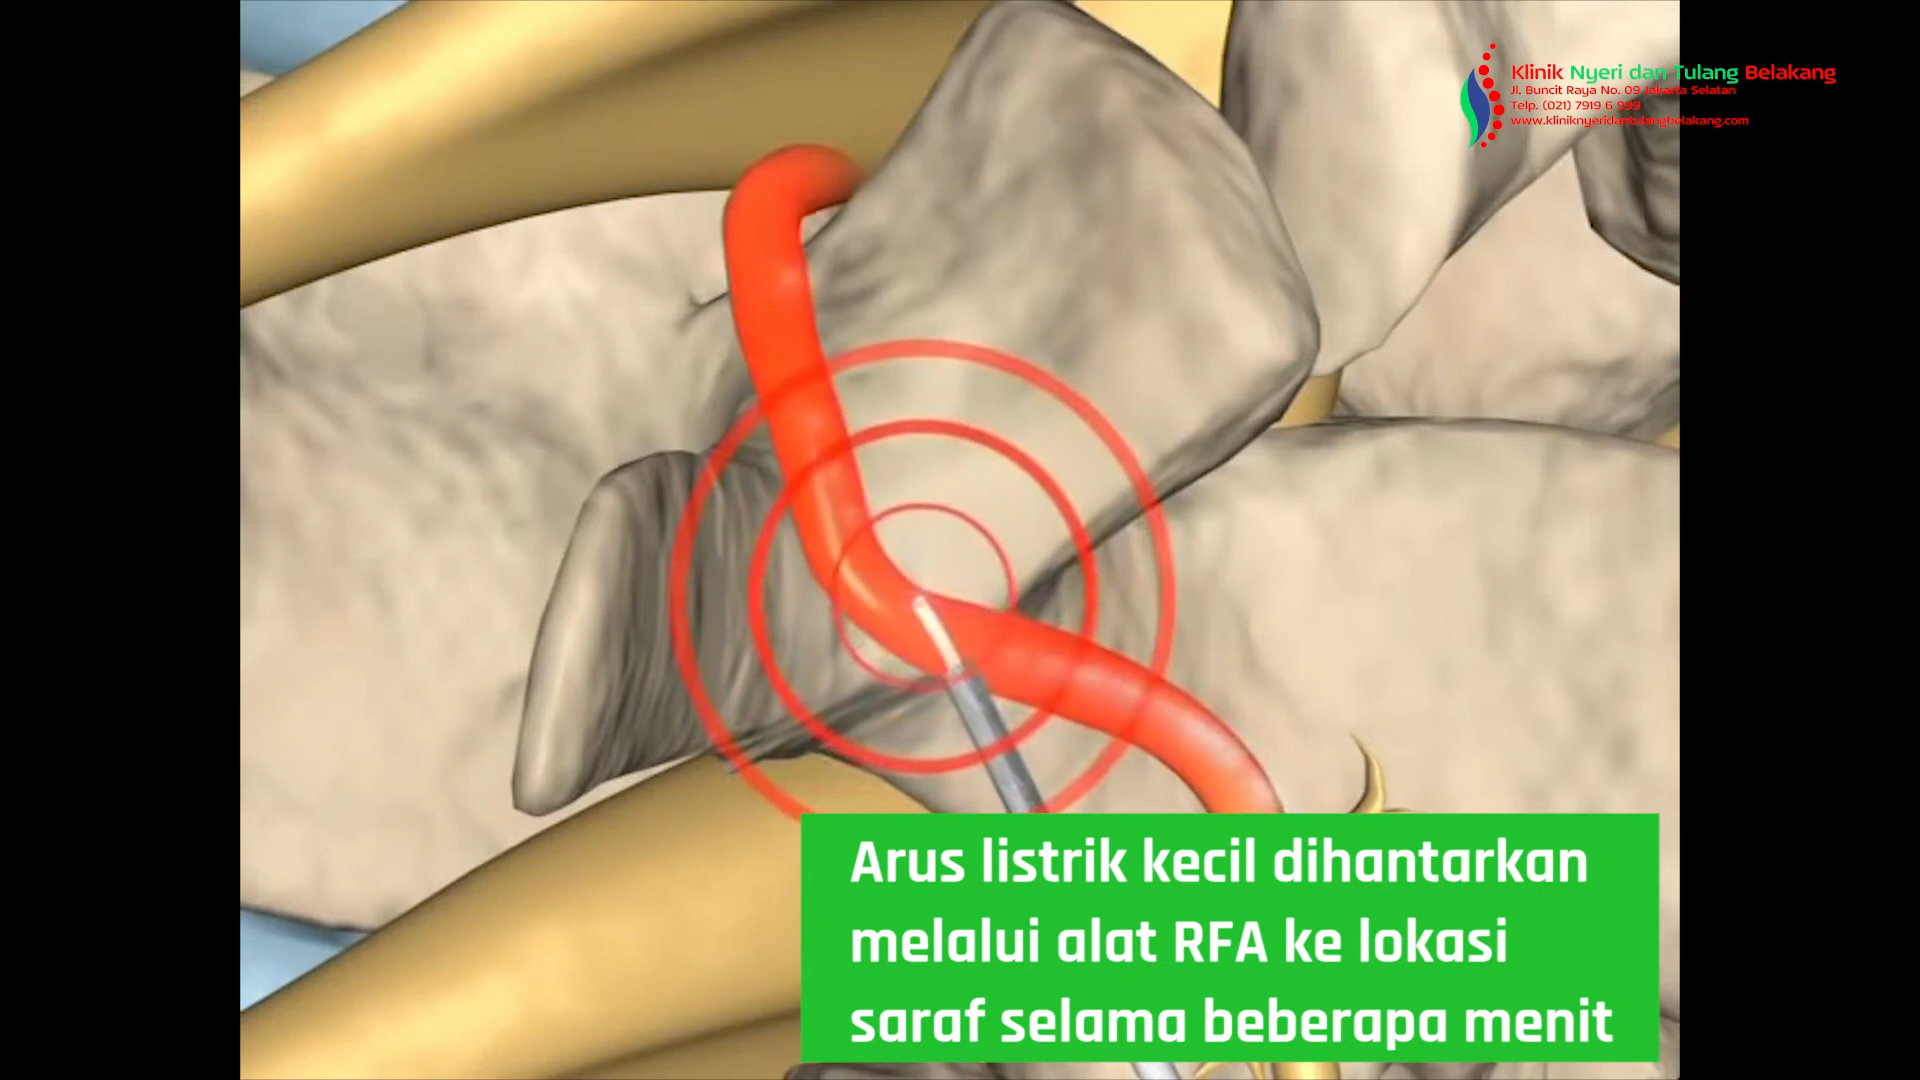 Klinik Nyeri dan Tulang Belakang
Jl. Buncit Raya No. 09 Jakarta Selatan
Telp. (021) 7919 6 999
www.kliniknyeridantulangbelakang.com
Arus listrik kecil dihantarkan
melalui alat RFA ke lokasi
saraf selama beberapa menit